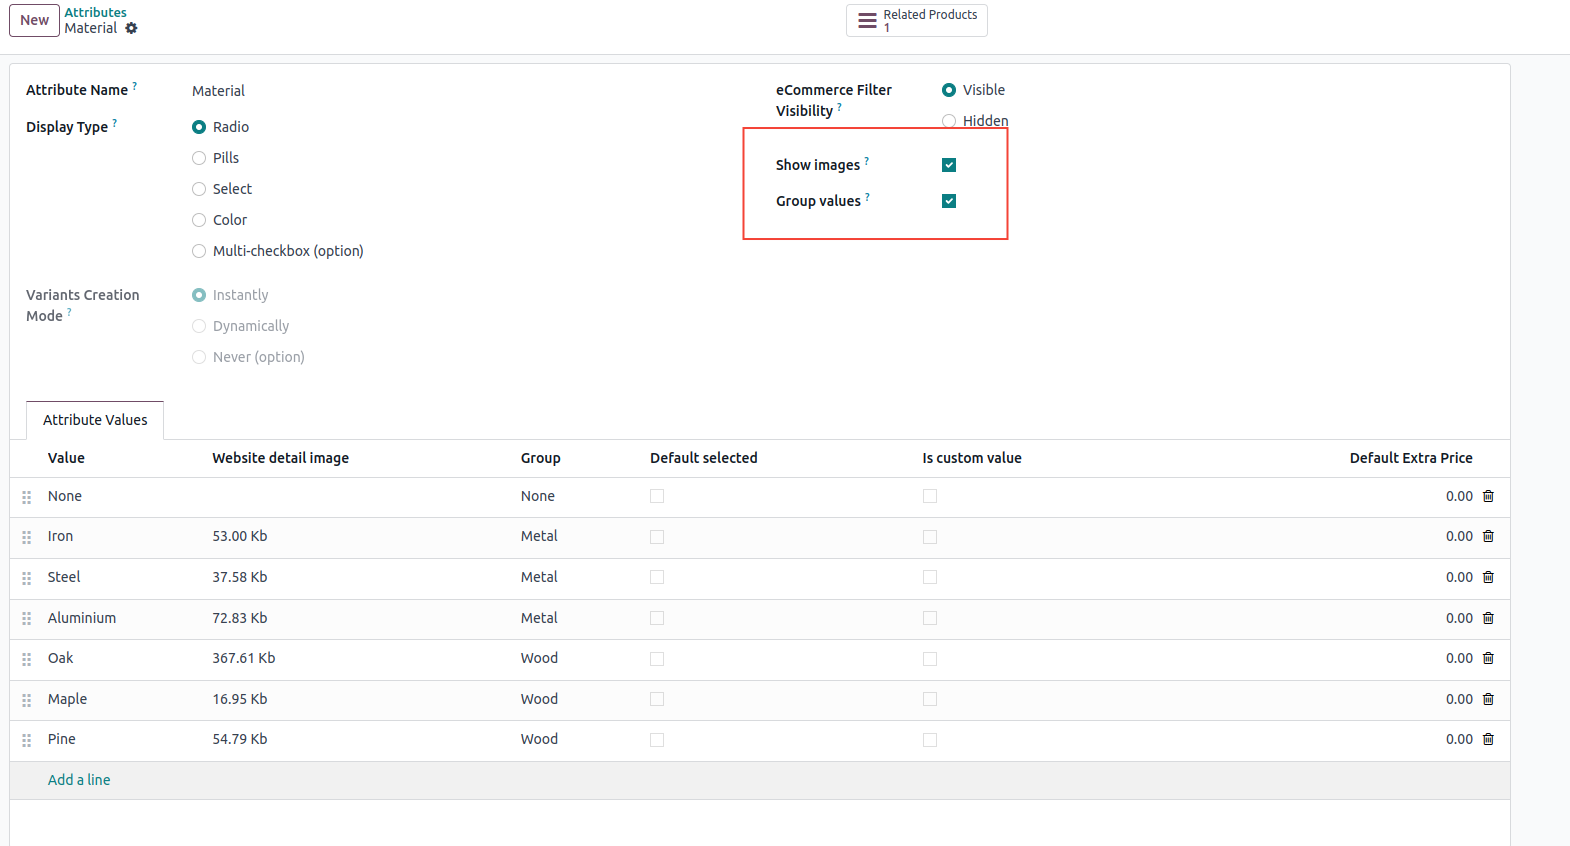 New
Attributes
Material
Related Products
1
Attribute Name ?
Material
Display Type ?
Radio
Pills
Select
Color
Multi-checkbox (option)
Variants Creation
Mode ?
Instantly
Dynamically
Never (option)
eCommerce Filter
Visibility ?
Visible
Hidden
Show images ?
Group values ?
Attribute Values
Value Website detail image Group Default selected Is custom value Default Extra Price
None None 0.00
Iron 53.00 Kb Metal 0.00
Steel 37.58 Kb Metal 0.00
Aluminium 72.83 Kb Metal 0.00
Oak 367.61 Kb Wood 0.00
Maple 16.95 Kb Wood 0.00
Pine 54.79 Kb Wood 0.00
Add a line